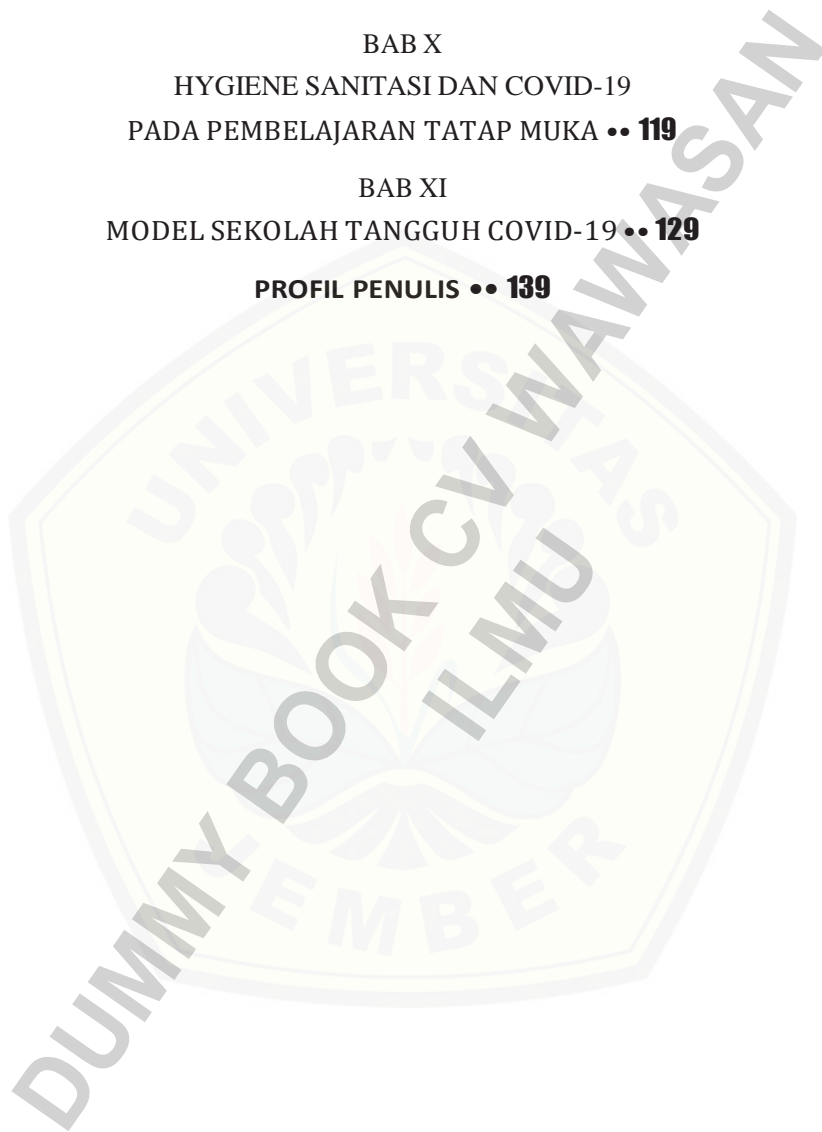 BAB X
HYGIENE SANITASI DAN COVID-19
PADA PEMBELAJARAN TATAP MUKA •• 119
BAB XI
MODEL SEKOLAH TANGGUH COVID-19 •• 129
PROFIL PENULIS •• 139
UNIVERSITAS
JEMBER
DUMMY BOOK CV WAWASAN
ILMU